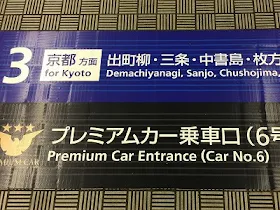 3 京都 方面 出町柳・三条・中書島・枚方
for Kyoto Demachiyanagi, Sanjo, Chushojima,
プレミアムカー乗車口(6号
Premium Car Entrance (Car No.6)